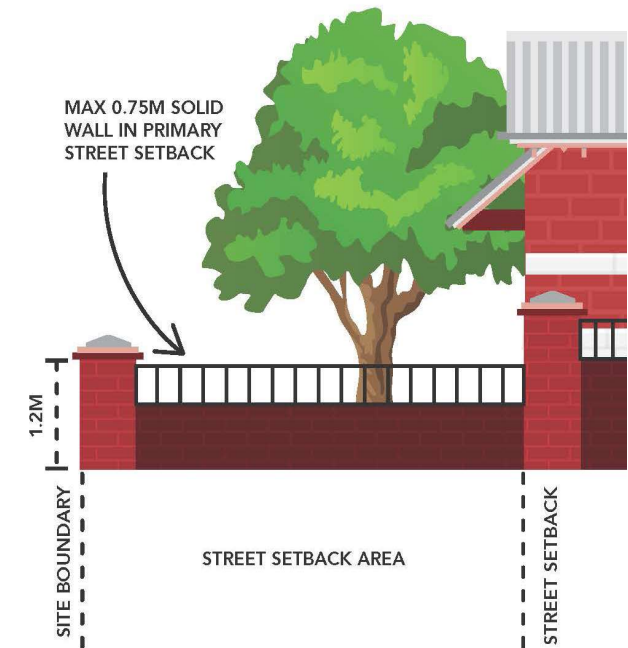 MAX 0.75M SOLID
WALL IN PRIMARY
STREET SETBACK
1.2M
SITE BOUNDARY
STREET SETBACK AREA
STREET SETBACK